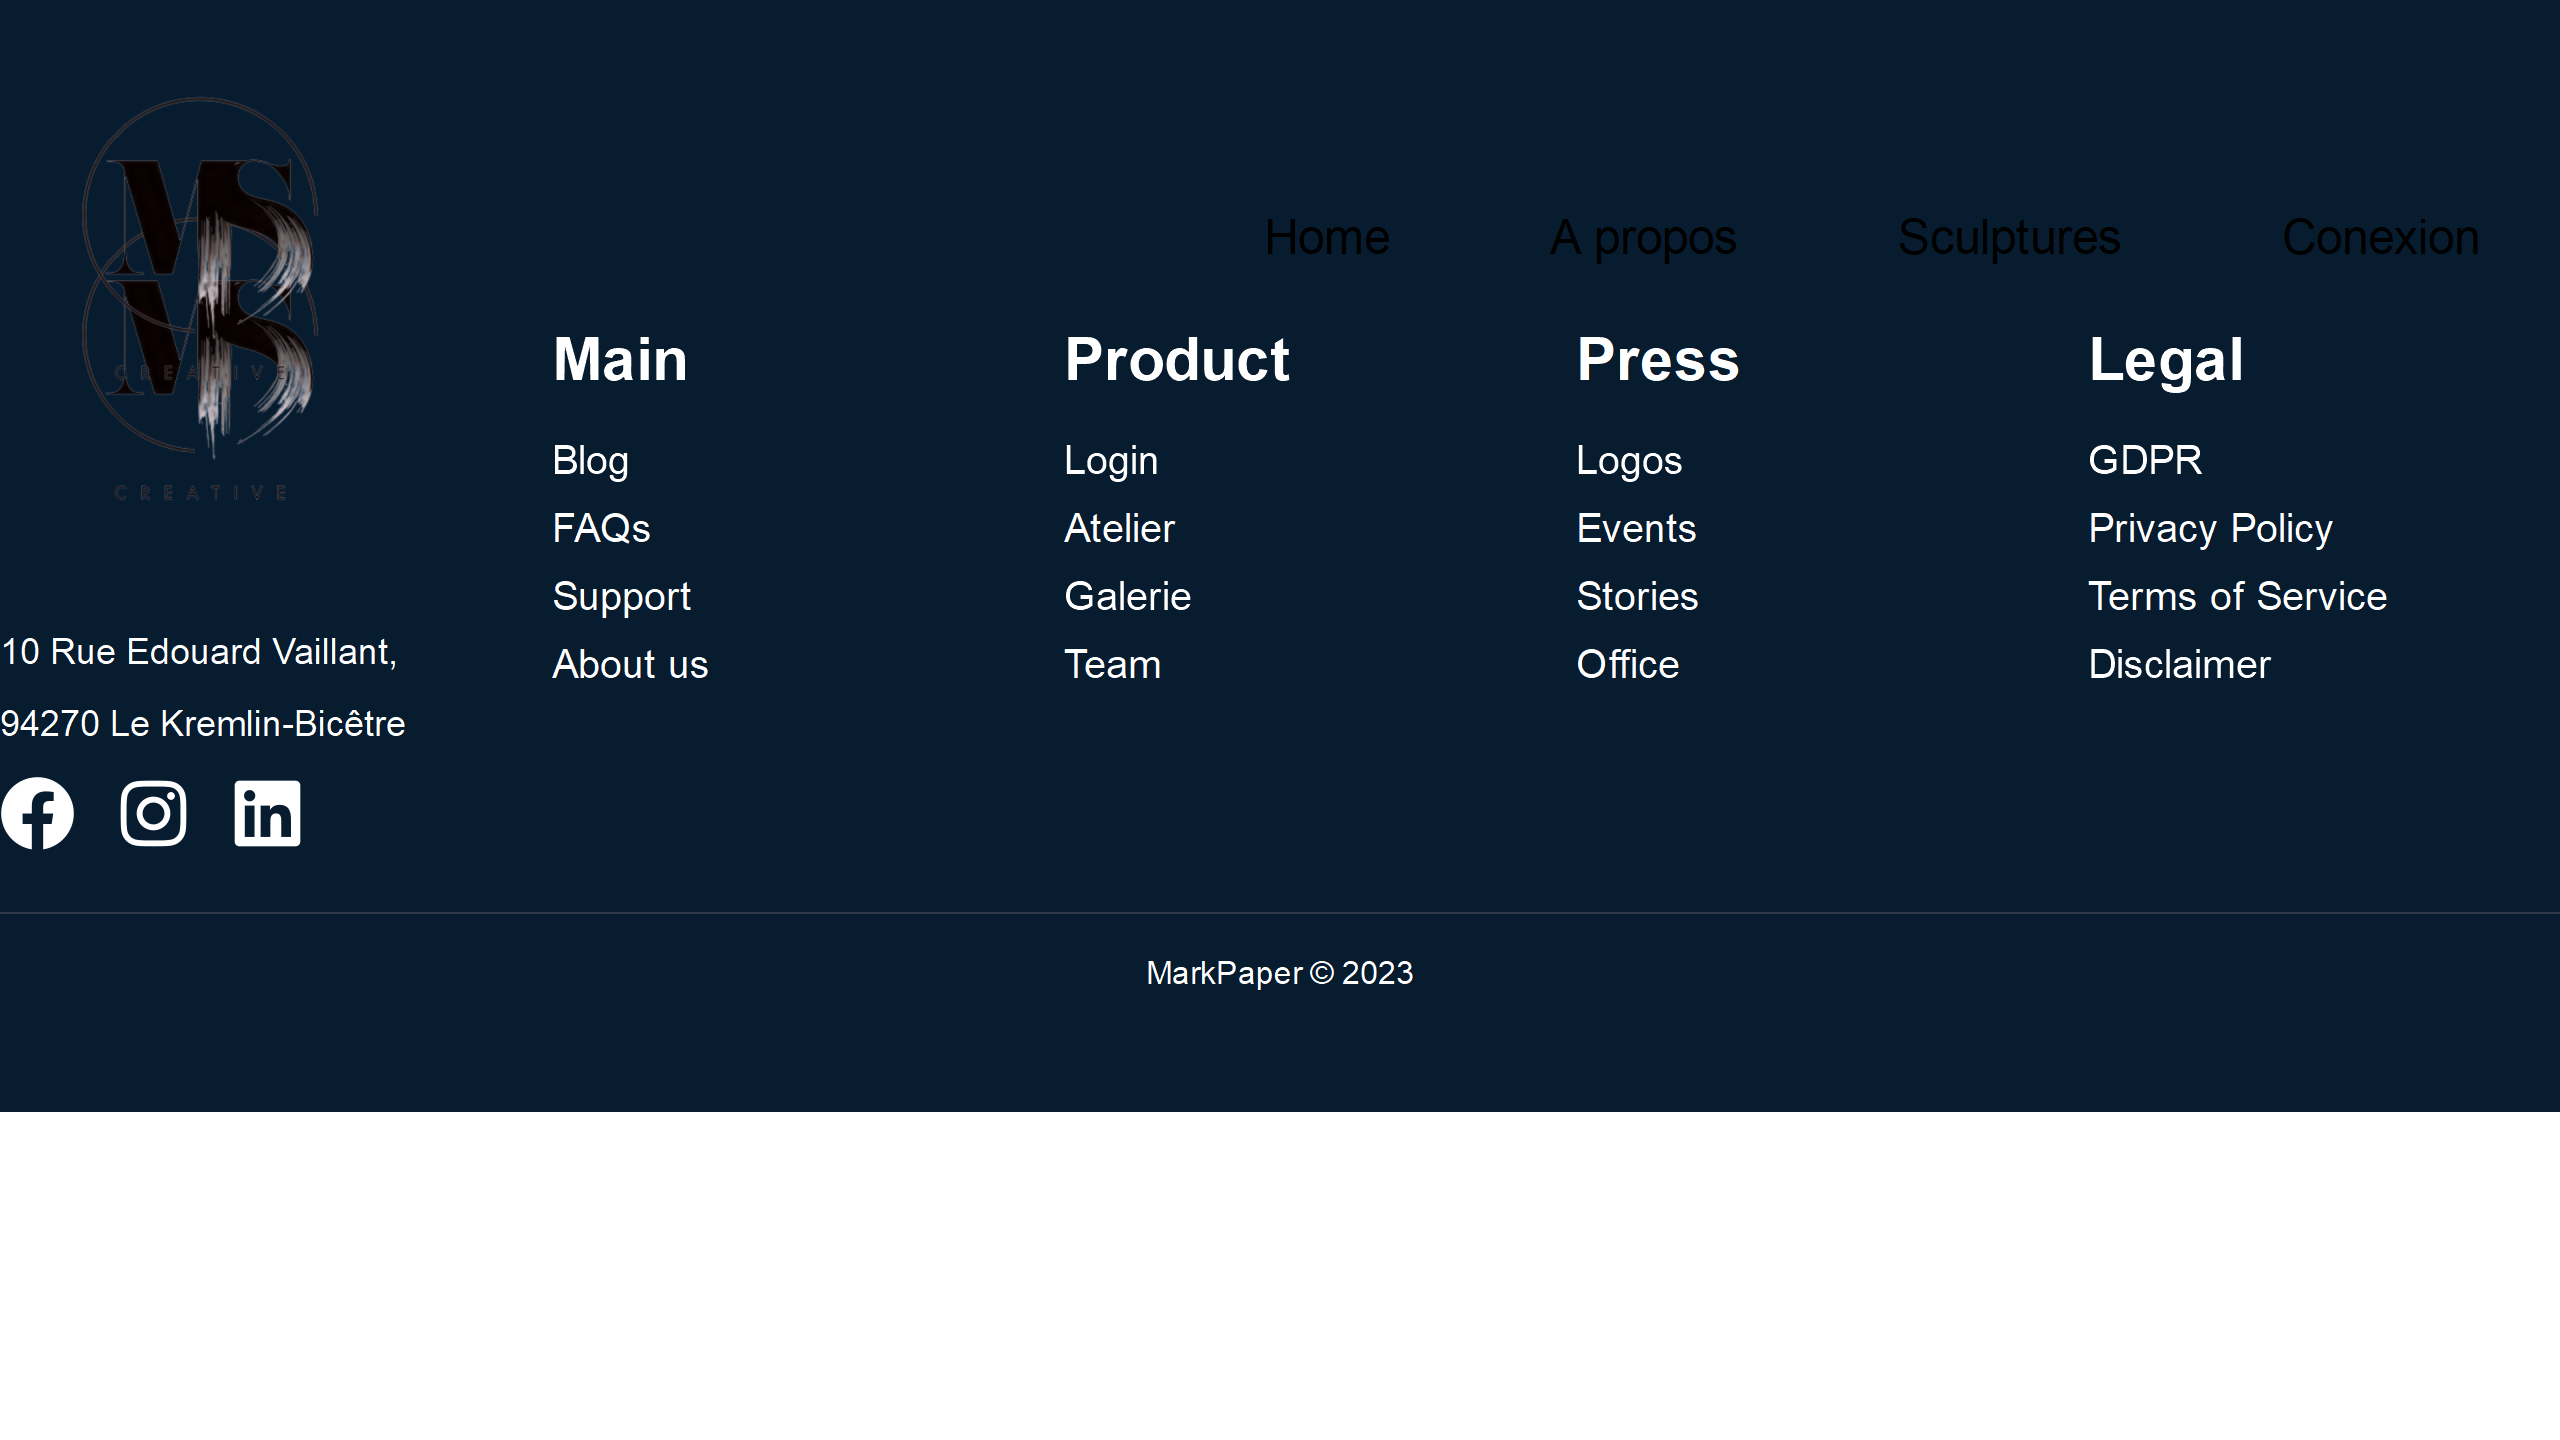 MS
MS
CREATIVE
CREATIVE
Home
A propos
Sculptures
Conexion
Main
Blog
FAQs
Support
About us
Product
Login
Atelier
Galerie
Team
Press
Logos
Events
Stories
Office
Legal
GDPR
Privacy Policy
Terms of Service
Disclaimer
10 Rue Edouard Vaillant,
94270 Le Kremlin-Bicêtre
MarkPaper © 2023